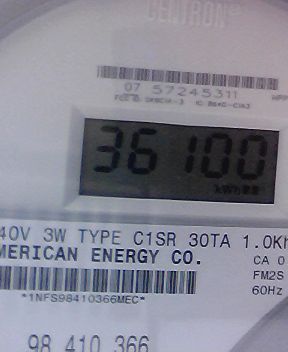 CENTRON®
07 57245311
36100
kWh
40V 3W TYPE C1SR 30TA 1.0Kh
MERICAN ENERGY CO.
CA 0
FM2S
60Hz
*1NFS98410366MEC*
98 410 366